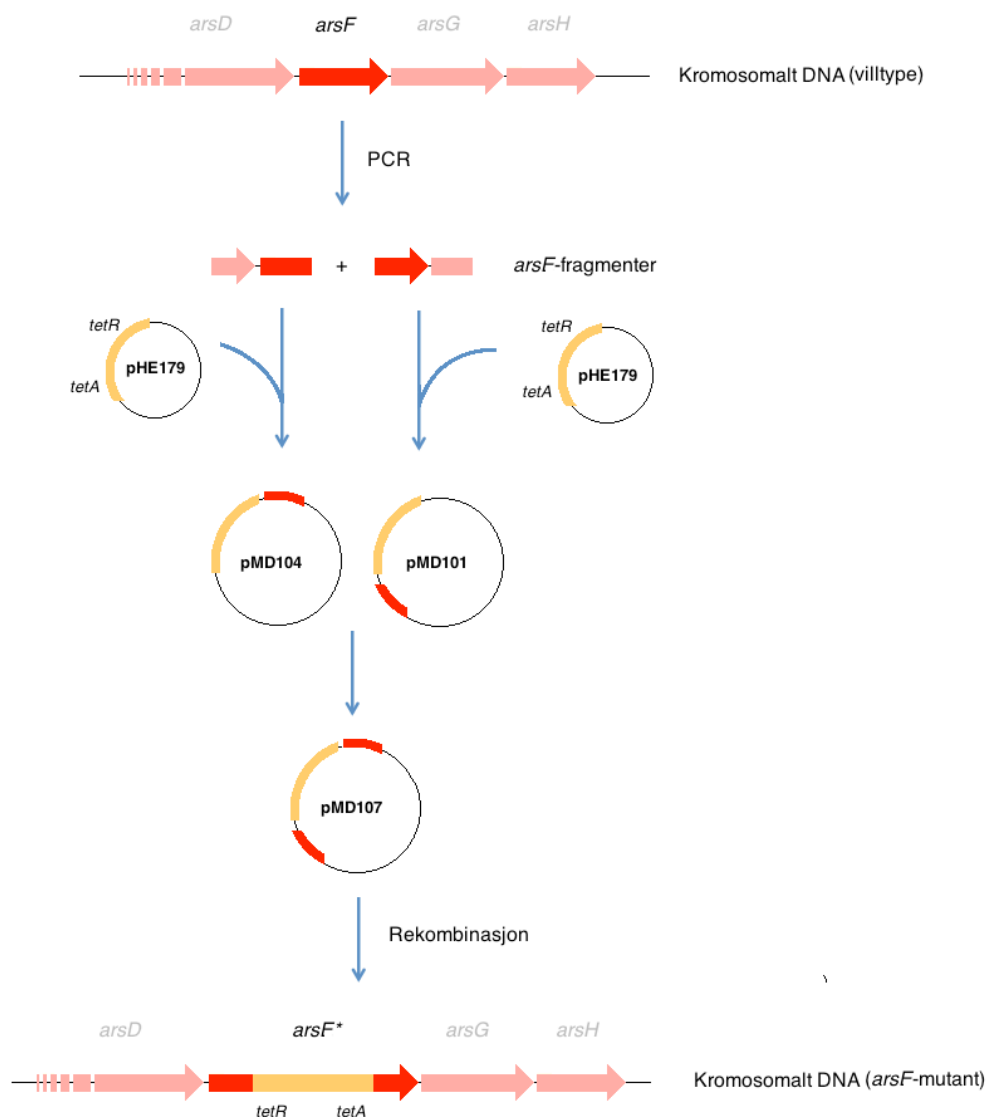 arsD arsF arsG arsH
Kromosomalt DNA (villtype)
PCR
+
arsF-fragmenter
tetR
pHE179
tetA
tetR
pHE179
tetA
pMD104
pMD101
pMD107
Rekombinasjon
arsD arsF* arsG arsH
Kromosomalt DNA (arsF-mutant)
tetR tetA